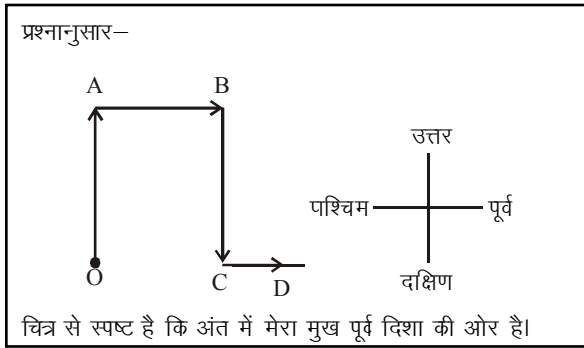 प्रश्नानुसार–
A B
उत्तर
पश्चिम पूर्व
O C D
दक्षिण
चित्र से स्पष्ट है कि अंत में मेरा मुख पूर्व दिशा की ओर है।